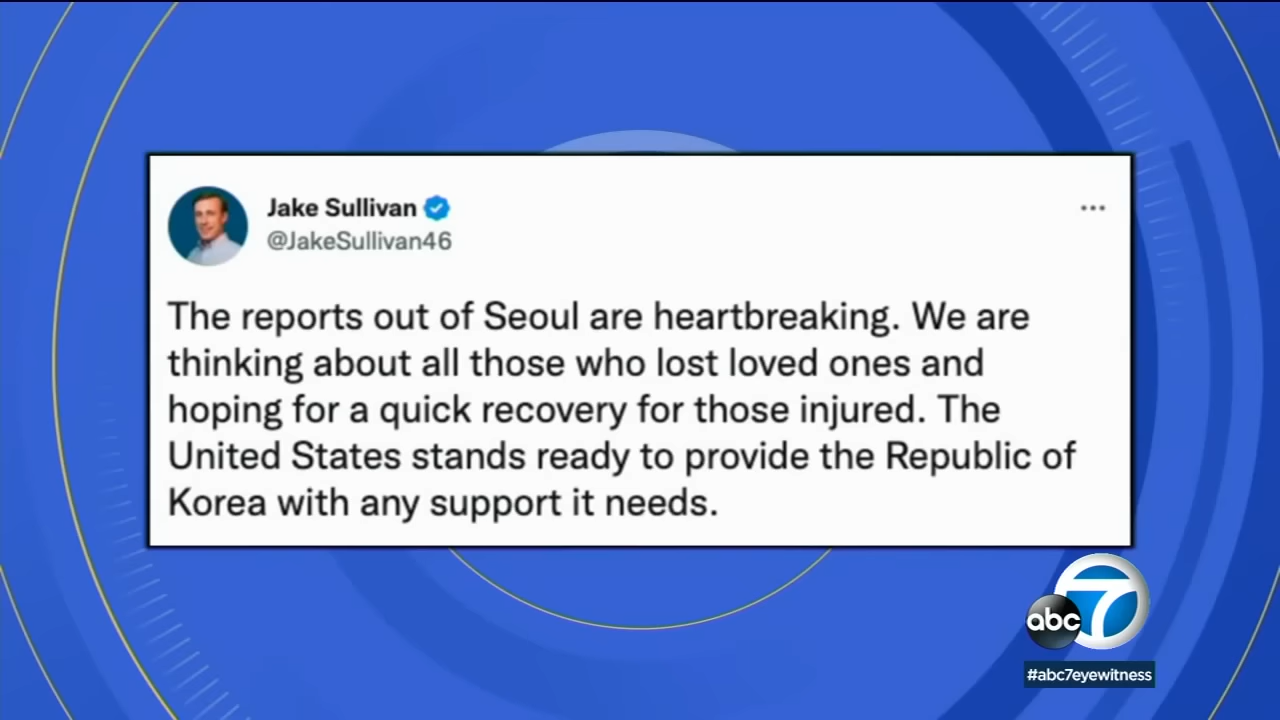 Jake Sullivan
@JakeSullivan46
The reports out of Seoul are heartbreaking. We are
thinking about all those who lost loved ones and
hoping for a quick recovery for those injured. The
United States stands ready to provide the Republic of
Korea with any support it needs.
abc 7
#abc7eyewitness